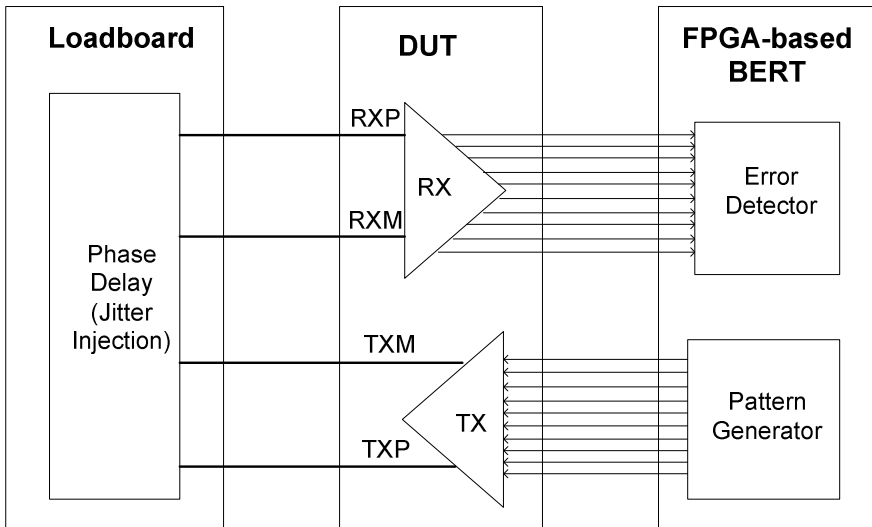 Loadboard
DUT
FPGA-based
BERT
RXP
RX
RXM
Error
Detector
Phase
Delay
(Jitter
Injection)
TXM
TX
TXP
Pattern
Generator